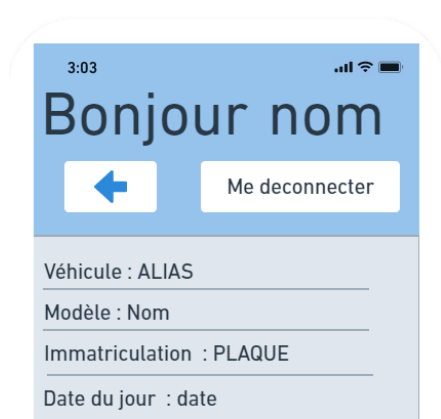 3:03
Bonjour nom
Me deconnecter
Véhicule : ALIAS
Modèle : Nom
Immatriculation : PLAQUE
Date du jour : date